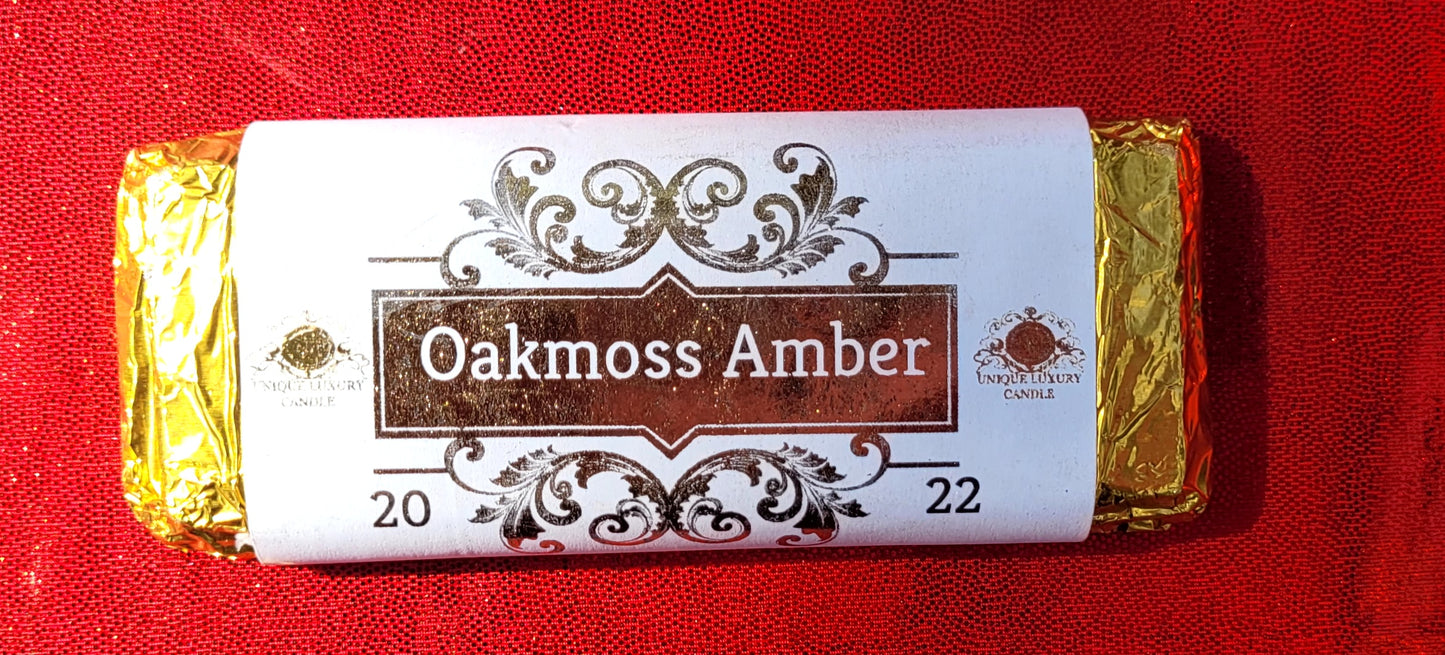 Oakmoss Amber
UNIQUE LUXURY
CANDLE
UNIQUE LUXURY
CANDLE
20
22